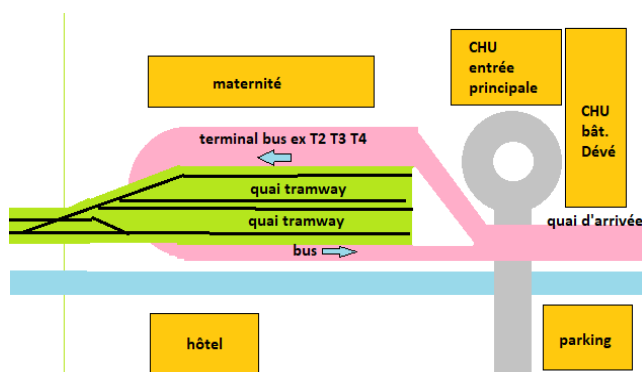 CHU
entrée
principale
CHU
bât.
Dévé
maternité
terminal bus ex T2 T3 T4
quai tramway
quai tramway
quai d'arrivée
bus
hôtel
parking